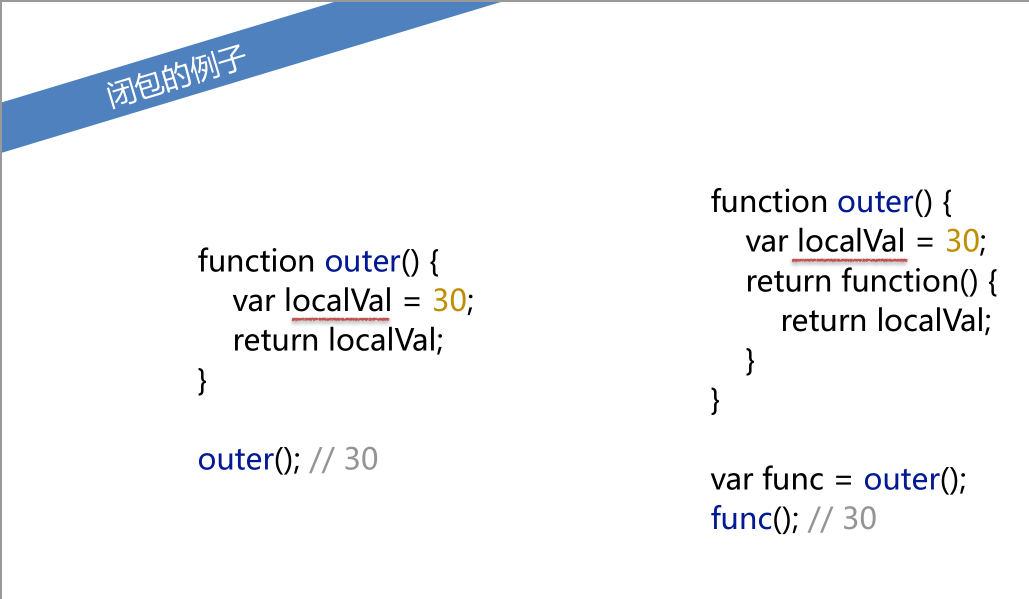 闭包的例子
function outer() {
var localVal = 30;
return localVal;
}
outer(); // 30
function outer() {
var localVal = 30;
return function() {
return localVal;
}
}
var func = outer();
func(); // 30